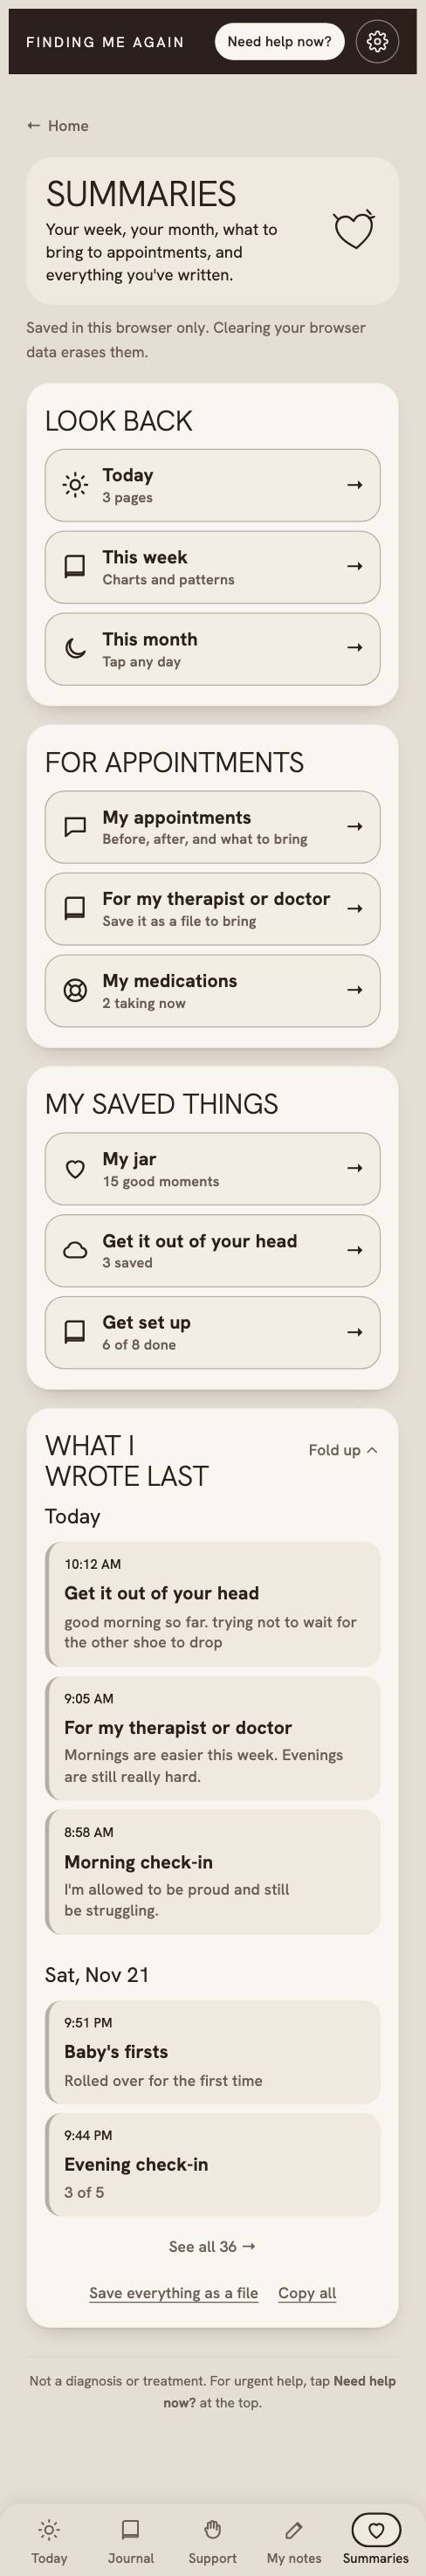 FINDING ME AGAIN
Need help now?
← Home
SUMMARIES
Your week, your month, what to
bring to appointments, and
everything you've written.
Saved in this browser only. Clearing your browser
data erases them.
LOOK BACK
Today
3 pages
→
This week
Charts and patterns
→
This month
Tap any day
→
FOR APPOINTMENTS
My appointments
Before, after, and what to bring
→
For my therapist or doctor
Save it as a file to bring
→
My medications
2 taking now
→
MY SAVED THINGS
My jar
15 good moments
→
Get it out of your head
3 saved
→
Get set up
6 of 8 done
→
WHAT I
WROTE LAST
Fold up
Today
10:12 AM
Get it out of your head
good morning so far. trying not to wait for
the other shoe to drop
9:05 AM
For my therapist or doctor
Mornings are easier this week. Evenings
are still really hard.
8:58 AM
Morning check-in
I'm allowed to be proud and still
be struggling.
Sat, Nov 21
9:51 PM
Baby's firsts
Rolled over for the first time
9:44 PM
Evening check-in
3 of 5
See all 36 →
Save everything as a file
Copy all
Not a diagnosis or treatment. For urgent help, tap Need help
now? at the top.
Today
Journal
Support
My notes
Summaries